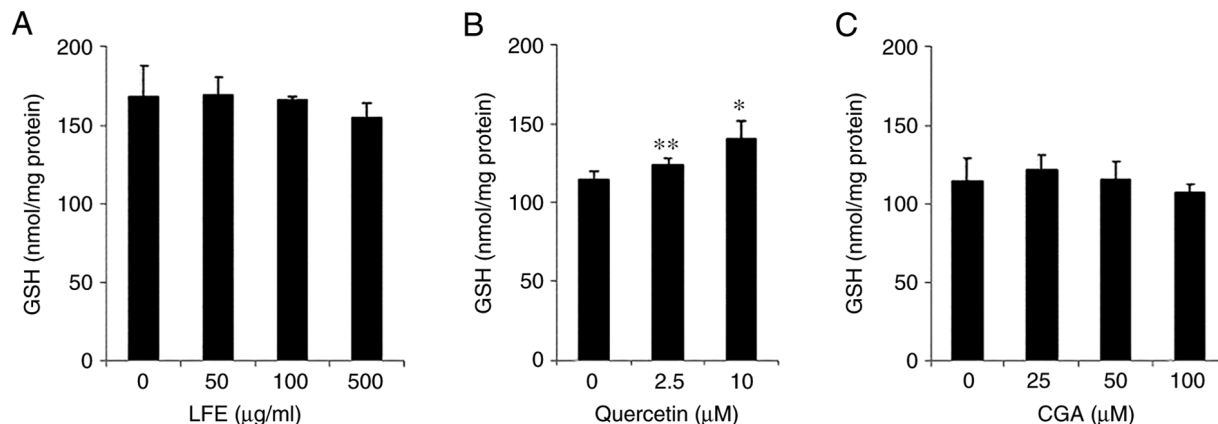 A
GSH (nmol/mg protein)
200
150
100
50
0
0 50 100 500
LFE (μg/ml)
B
GSH (nmol/mg protein)
200
150
100
50
0
**
*
0 2.5 10
Quercetin (μM)
C
GSH (nmol/mg protein)
200
150
100
50
0
0 25 50 100
CGA (μM)